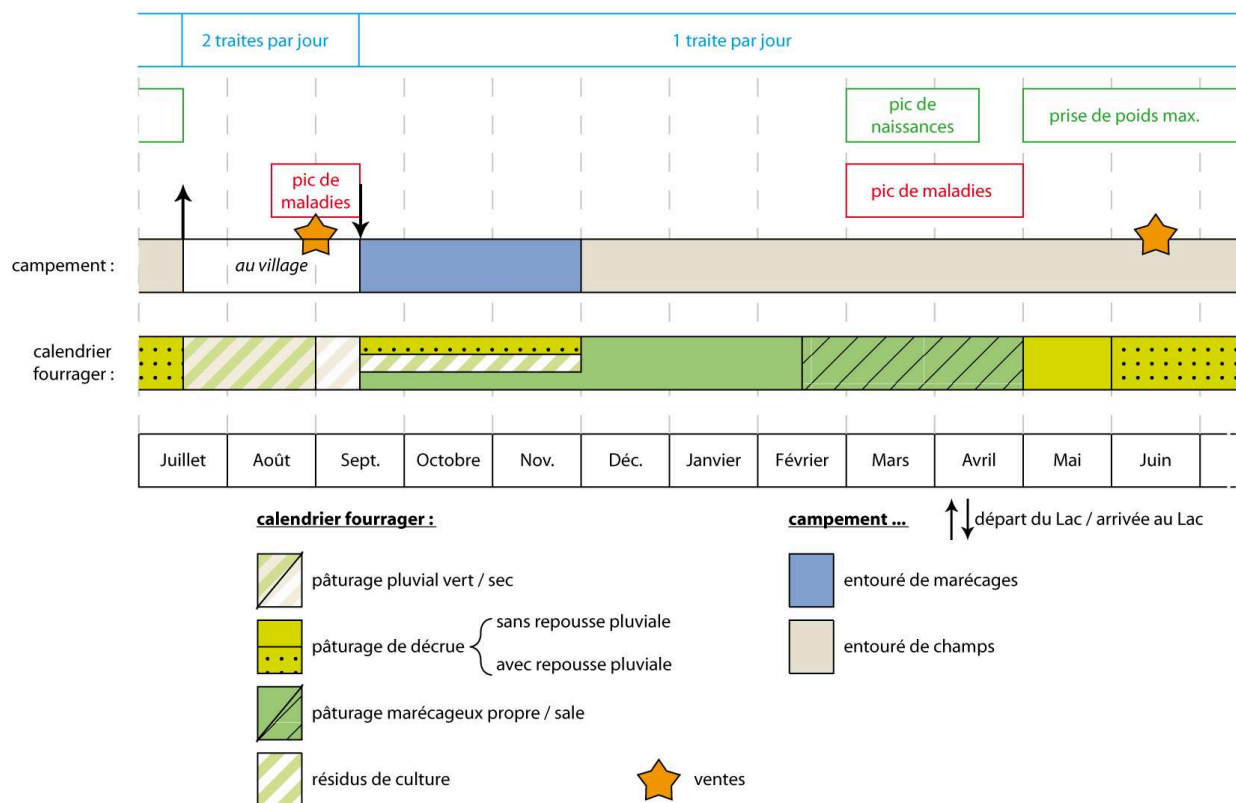 2 traites par jour
1 traite par jour
pic de
naissances
prise de poids max.
pic de
maladies
pic de maladies
campement :
au village
calendrier
fourrager :
Juillet
Août
Sept.
Octobre
Nov.
Déc.
Janvier
Février
Mars
Avril
Mai
Juin
calendrier fourrager :
pâturage pluvial vert / sec
pâturage de décrue
sans repousse pluviale
avec repousse pluviale
pâturage marécageux propre / sale
résidus de culture
ventes
campement ...
départ du Lac / arrivée au Lac
entouré de marécages
entouré de champs